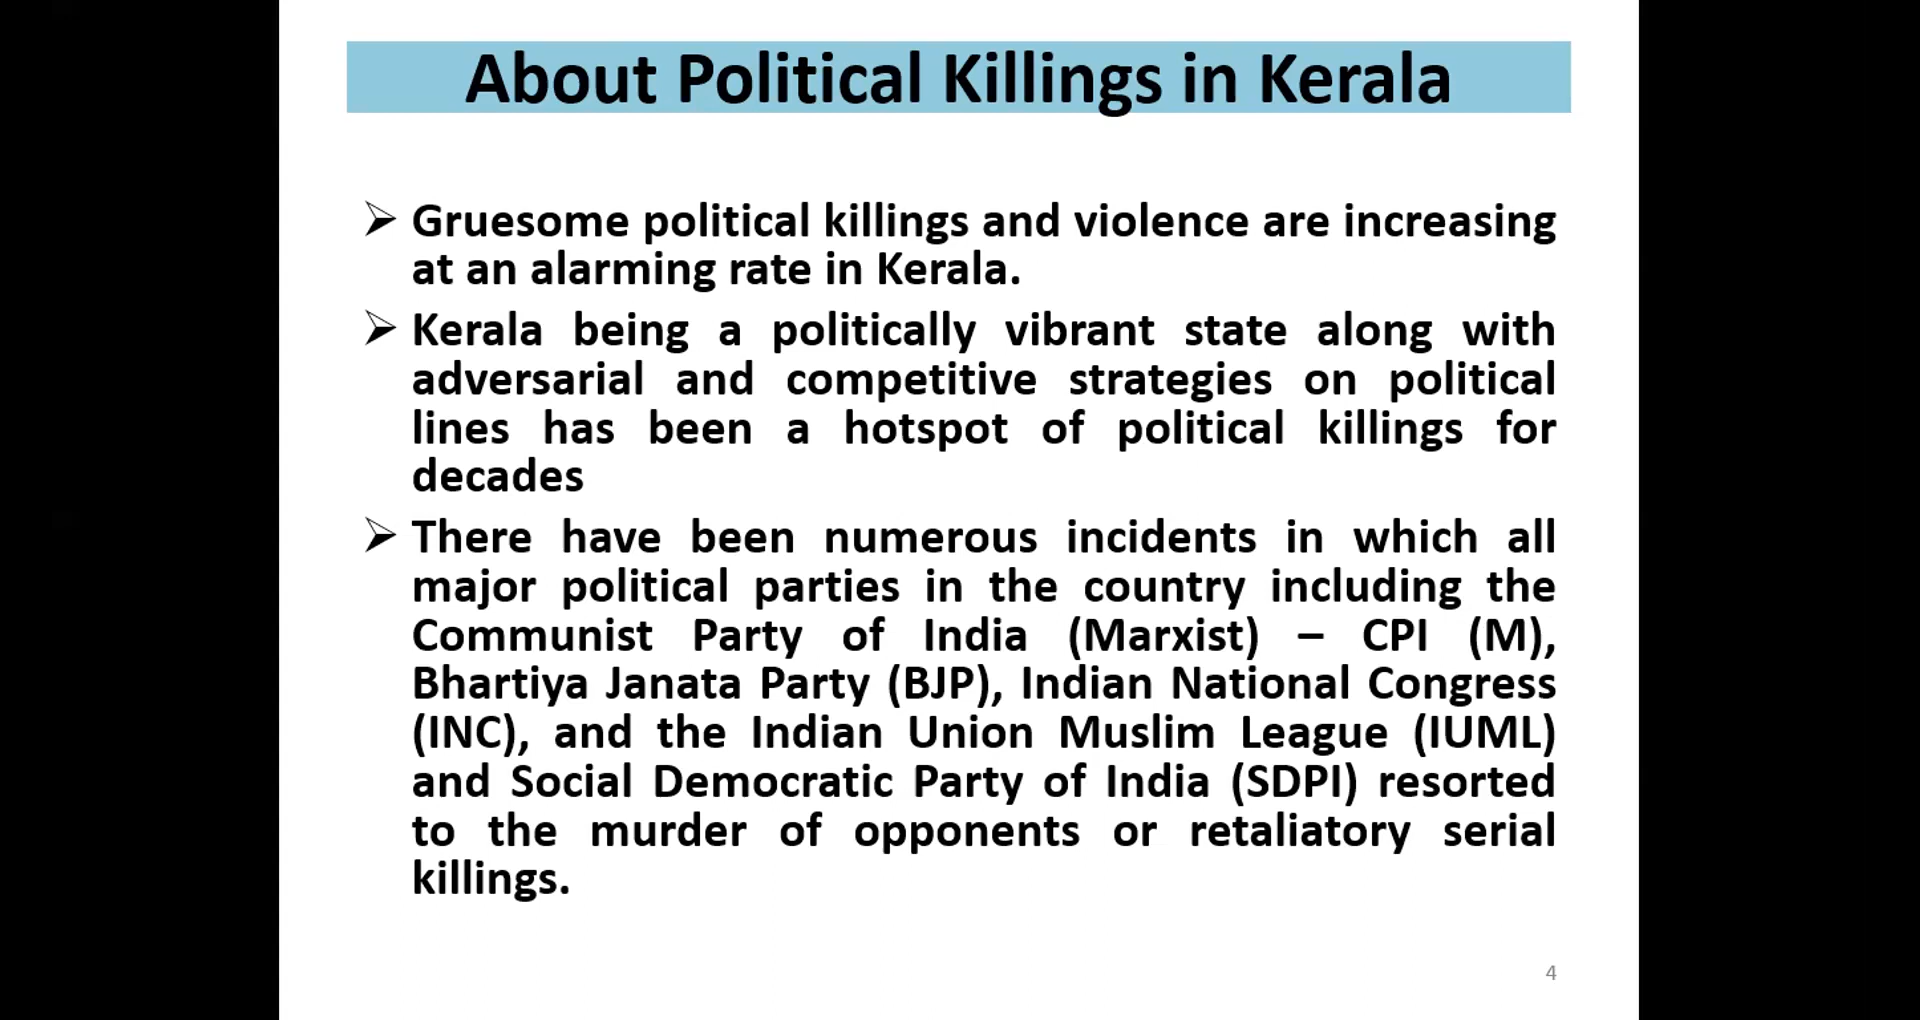 About Political Killings in Kerala
➢ Gruesome political killings and violence are increasing
at an alarming rate in Kerala.
➢ Kerala being a politically vibrant state along with
adversarial and competitive strategies on political
lines has been a hotspot of political killings for
decades
➢ There have been numerous incidents in which all
major political parties in the country including the
Communist Party of India (Marxist) – CPI (M),
Bhartiya Janata Party (BJP), Indian National Congress
(INC), and the Indian Union Muslim League (IUML)
and Social Democratic Party of India (SDPI) resorted
to the murder of opponents or retaliatory serial
killings.
4